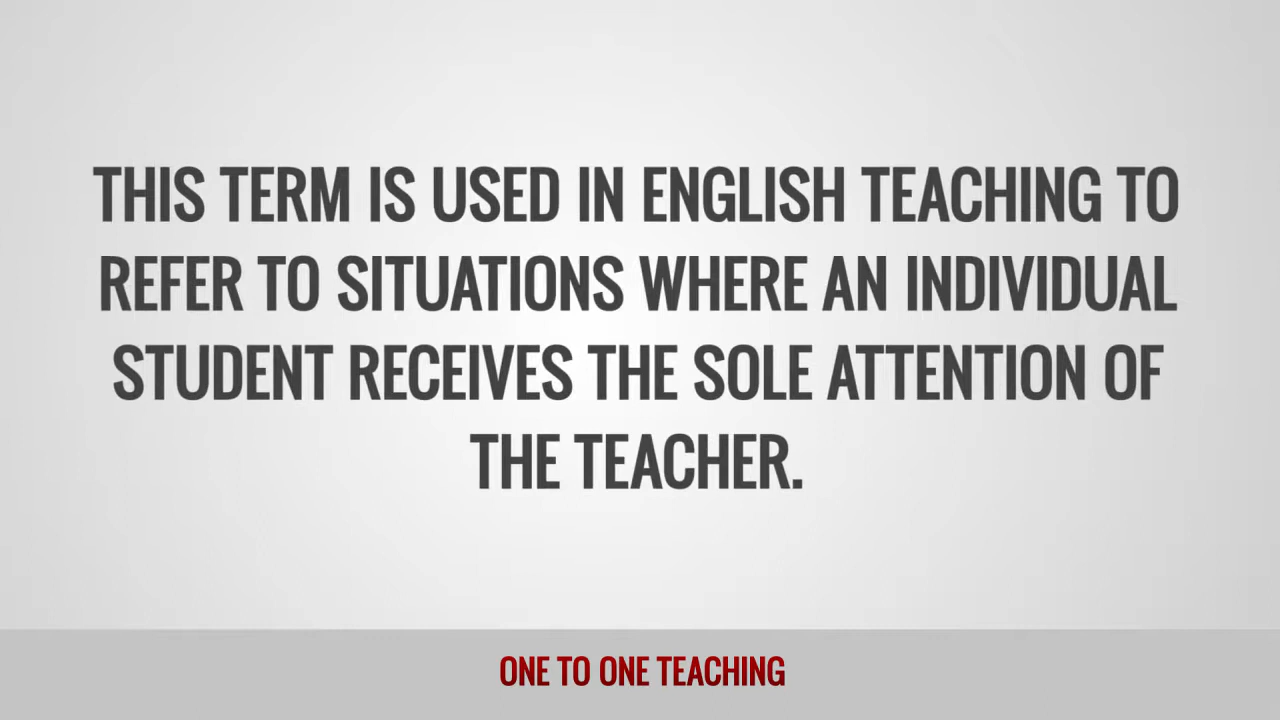 THIS TERM IS USED IN ENGLISH TEACHING TO
REFER TO SITUATIONS WHERE AN INDIVIDUAL
STUDENT RECEIVES THE SOLE ATTENTION OF
THE TEACHER.
ONE TO ONE TEACHING